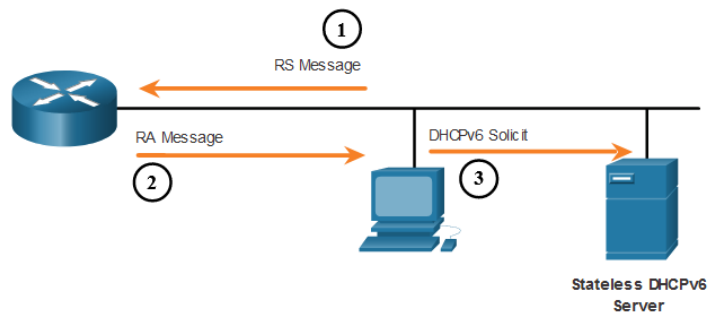 1
RS Message
RA Message
DHCPv6 Solicit
2
3
Stateless DHCPv6
Server